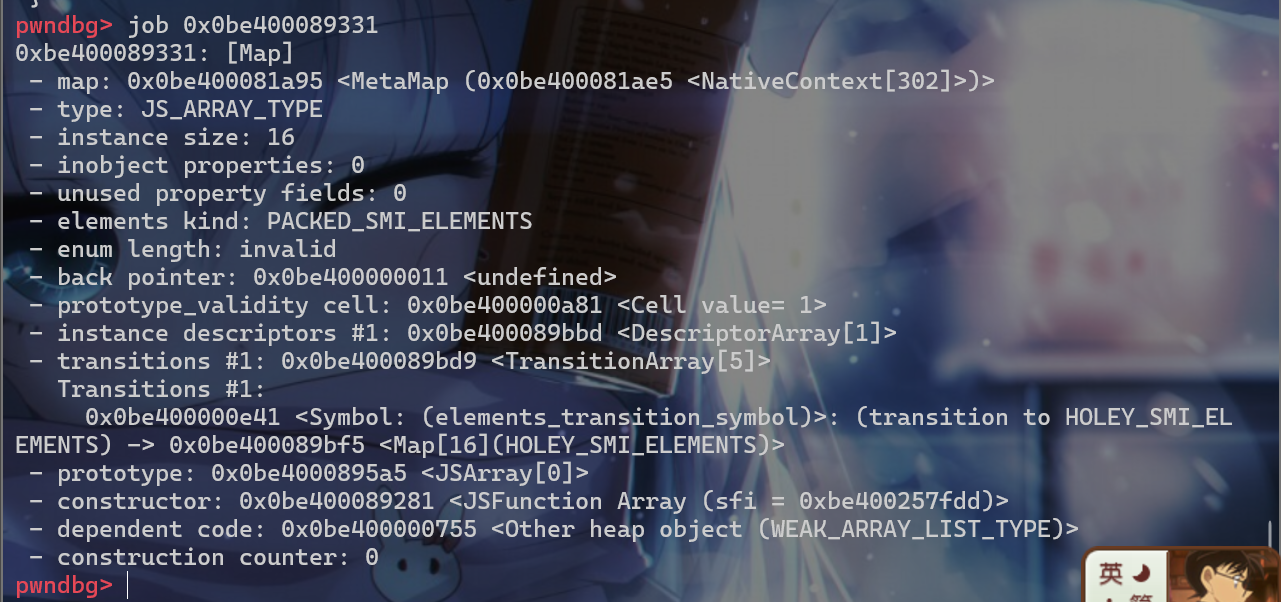 pwndbg> job 0x0be400089331
0xbe400089331: [Map]
 - map: 0x0be400081a95 <MetaMap (0x0be400081ae5 <NativeContext[302]>)>
 - type: JS_ARRAY_TYPE
 - instance size: 16
 - inobject properties: 0
 - unused property fields: 0
 - elements kind: PACKED_SMI_ELEMENTS
 - enum length: invalid
 - back pointer: 0x0be400000011 <undefined>
 - prototype_validity cell: 0x0be400000a81 <Cell value= 1>
 - instance descriptors #1: 0x0be400089bbd <DescriptorArray[1]>
 - transitions #1: 0x0be400089bd9 <TransitionArray[5]>
   Transitions #1:
     0x0be400000e41 <Symbol: (elements_transition_symbol)>: (transition to HOLEY_SMI_EL
EMENTS) -> 0x0be400089bf5 <Map[16](HOLEY_SMI_ELEMENTS)>
 - prototype: 0x0be4000895a5 <JSArray[0]>
 - constructor: 0x0be400089281 <JSFunction Array (sfi = 0xbe400257fdd)>
 - dependent code: 0x0be400000755 <Other heap object (WEAK_ARRAY_LIST_TYPE)>
 - construction counter: 0
pwndbg>
英